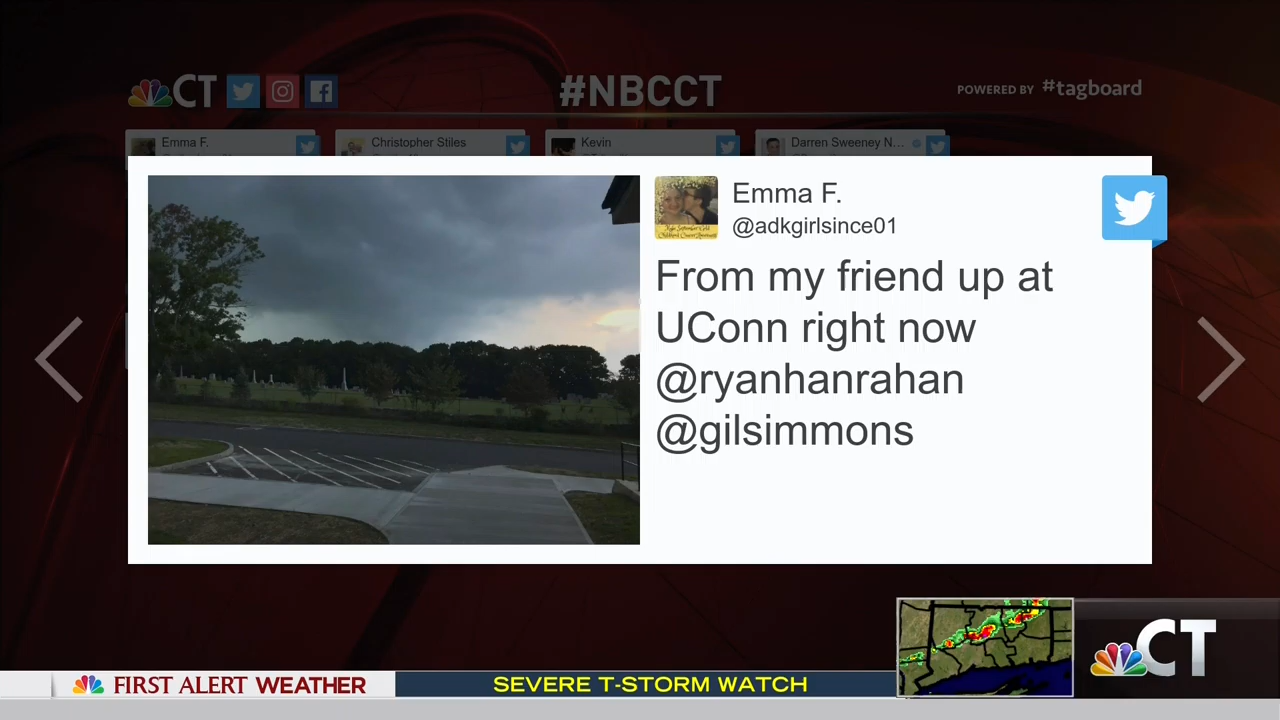 CT
#NBCCT
POWERED BY #tagboard
Emma F.
Christopher Stiles
Kevin
Darren Sweeney N...
Emma F.
@adkgirlsince01
From my friend up at
UConn right now
@ryanhanrahan
@gilsimmons
CT
FIRST ALERT WEATHER
SEVERE T-STORM WATCH